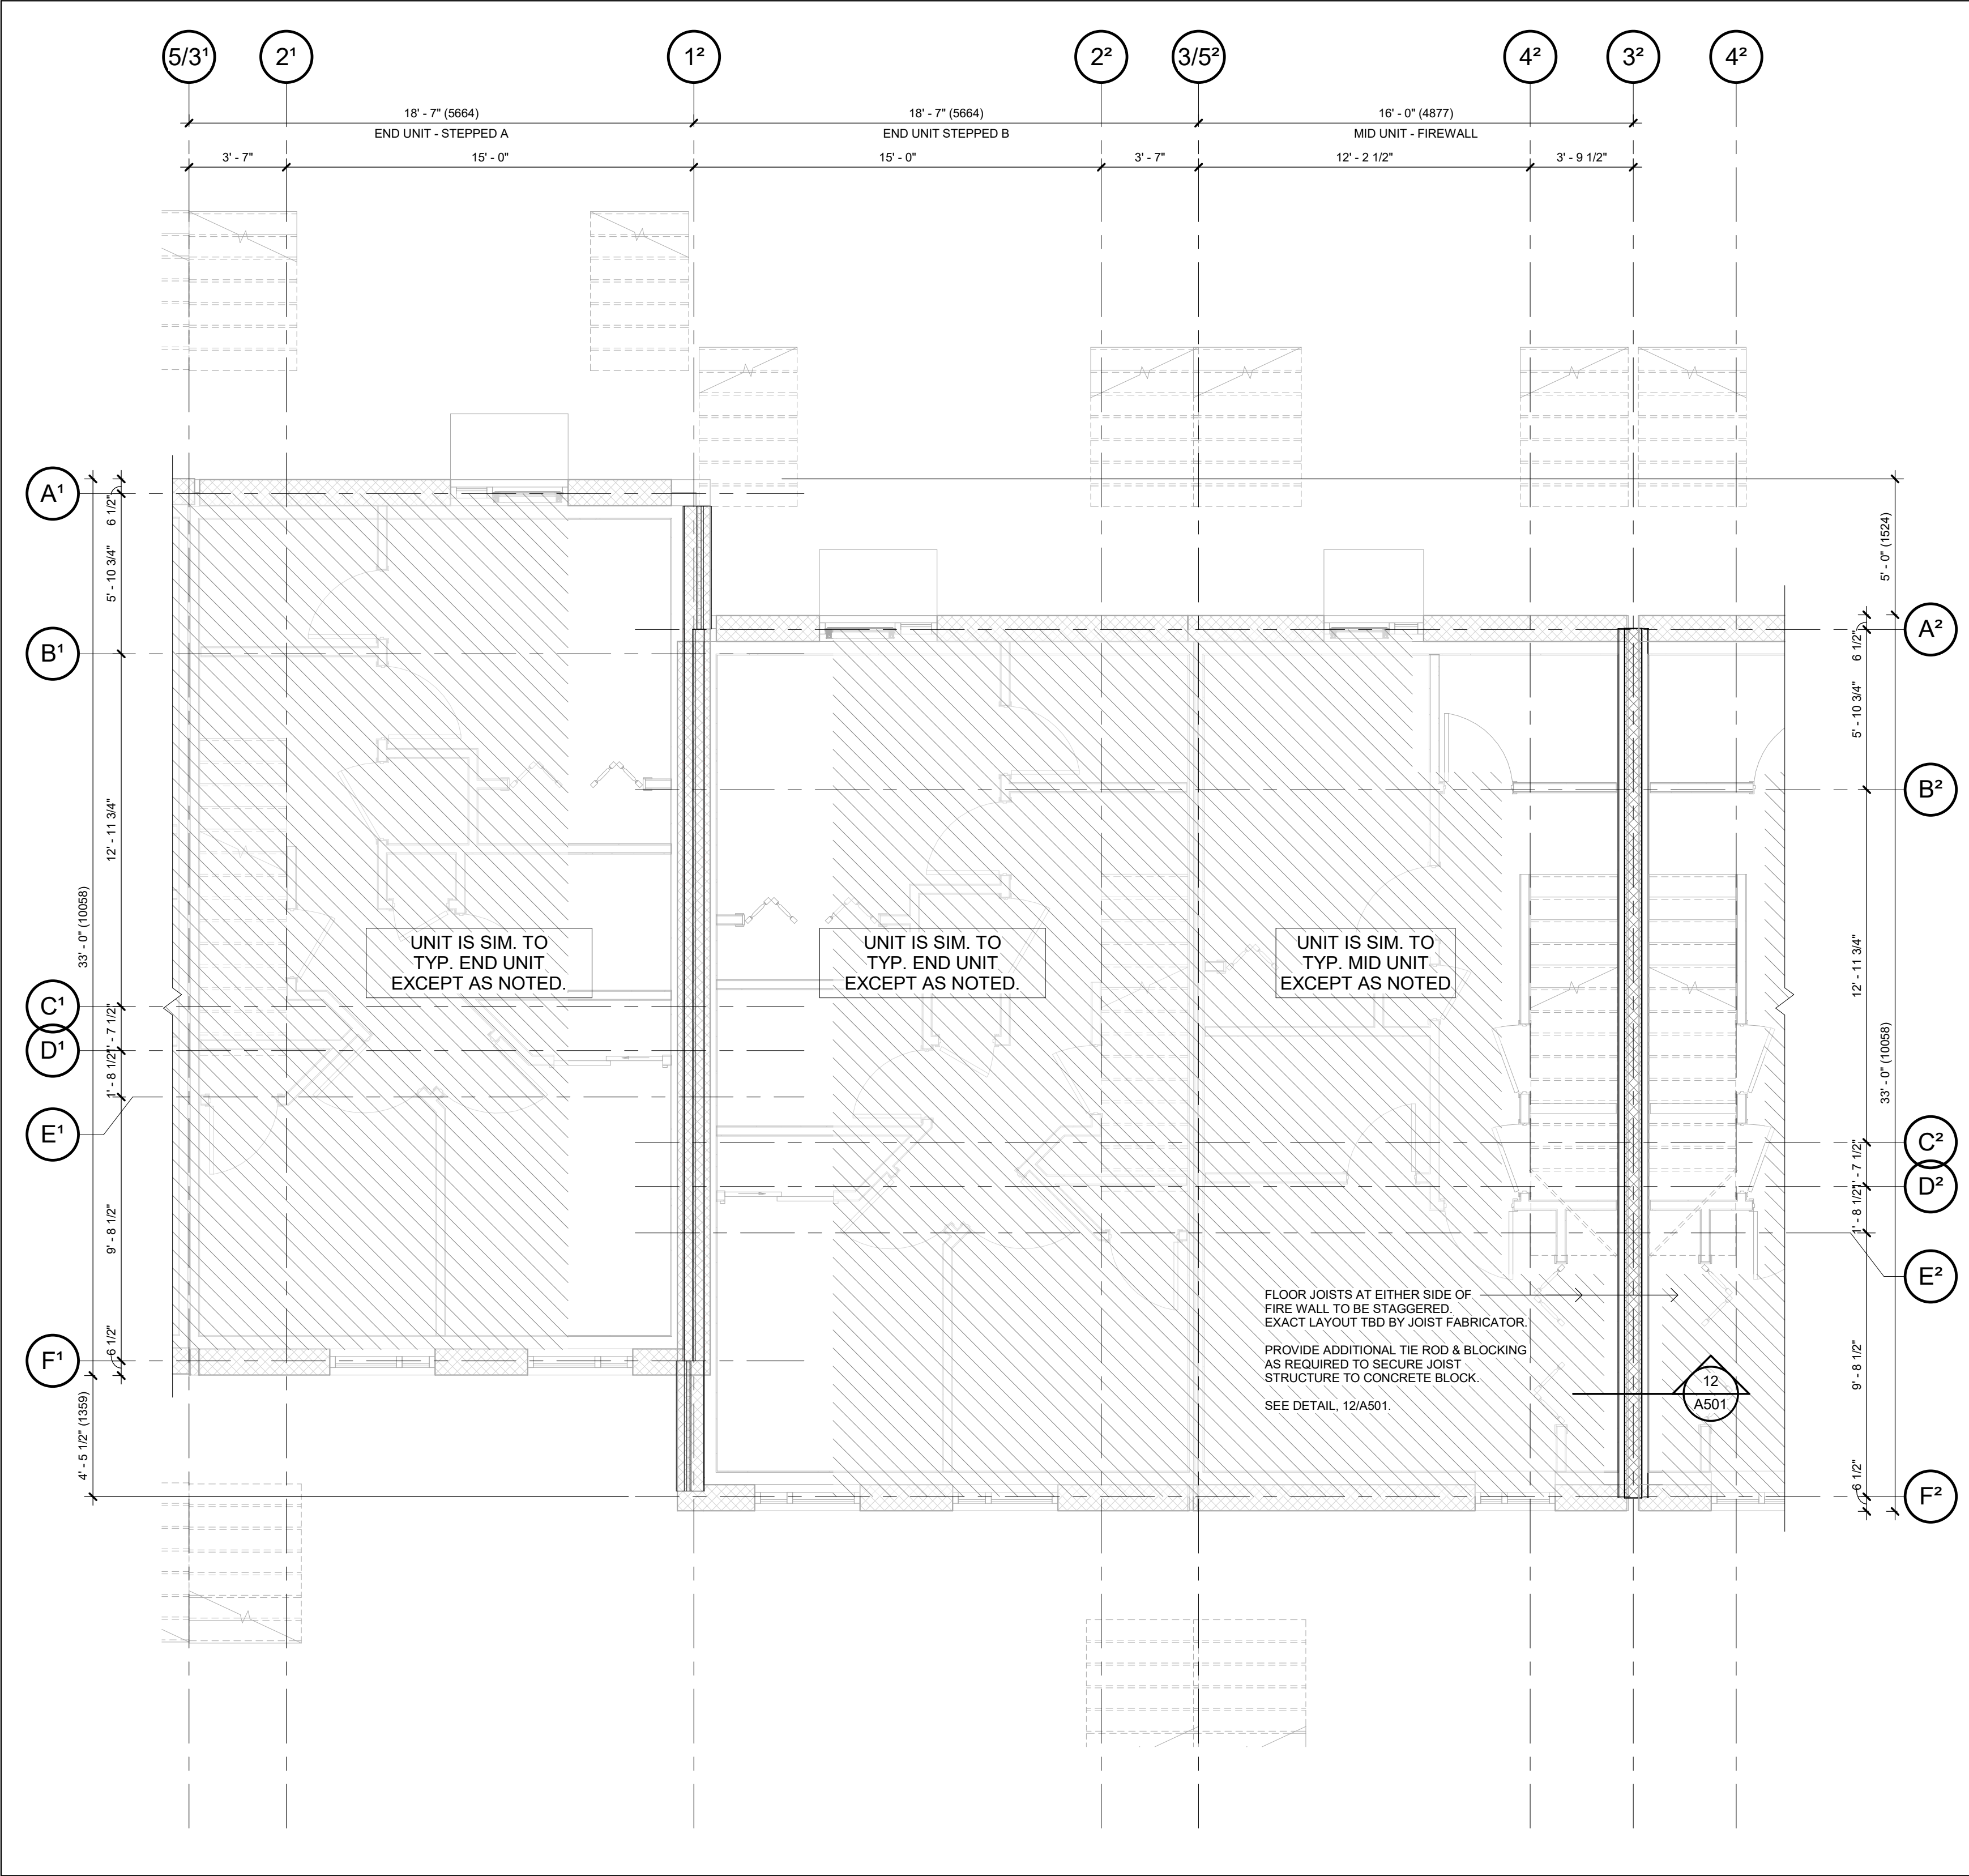 5/3¹
2¹
1²
2²
3/5²
4²
3²
4²
18' - 7" (5664)
END UNIT - STEPPED A
18' - 7" (5664)
END UNIT STEPPED B
16' - 0" (4877)
MID UNIT - FIREWALL
3' - 7"
15' - 0"
15' - 0"
3' - 7"
12' - 2 1/2"
3' - 9 1/2"
A¹
B¹
C¹
D¹
E¹
F¹
6 1/2"
5' - 10 3/4"
12' - 11 3/4"
33' - 0" (10058)
1' - 7 1/2"
1' - 8 1/2"
9' - 8 1/2"
6 1/2"
4' - 5 1/2" (1359)
UNIT IS SIM. TO
TYP. END UNIT
EXCEPT AS NOTED.
UNIT IS SIM. TO
TYP. END UNIT
EXCEPT AS NOTED.
UNIT IS SIM. TO
TYP. MID UNIT
EXCEPT AS NOTED
FLOOR JOISTS AT EITHER SIDE OF
FIRE WALL TO BE STAGGERED.
EXACT LAYOUT TBD BY JOIST FABRICATOR.
PROVIDE ADDITIONAL TIE ROD & BLOCKING
AS REQUIRED TO SECURE JOIST
STRUCTURE TO CONCRETE BLOCK.
SEE DETAIL, 12/A501.
12
A501
5' - 0" (1524)
6 1/2"
5' - 10 3/4"
12' - 11 3/4"
33' - 0" (10058)
1' - 7 1/2"
1' - 8 1/2"
9' - 8 1/2"
6 1/2"
A²
B²
C²
D²
E²
F²